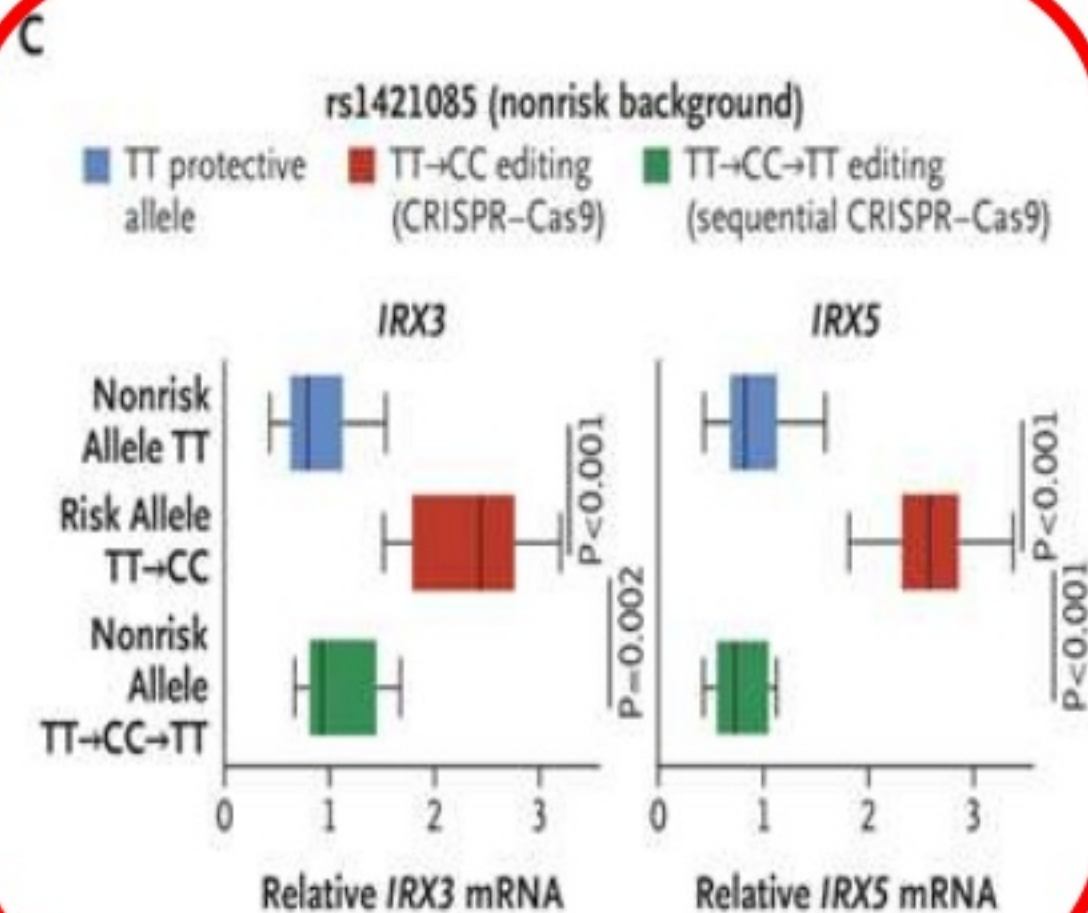 C
rs1421085 (nonrisk background)
TT protective allele
TT→CC editing (CRISPR–Cas9)
TT→CC→TT editing (sequential CRISPR–Cas9)
IRX3
Nonrisk
Allele TT
Risk Allele
TT→CC
Nonrisk
Allele
TT→CC→TT
P<0.001
P=0.002
0 1 2 3
Relative IRX3 mRNA
IRX5
P<0.001
P<0.001
0 1 2 3
Relative IRX5 mRNA